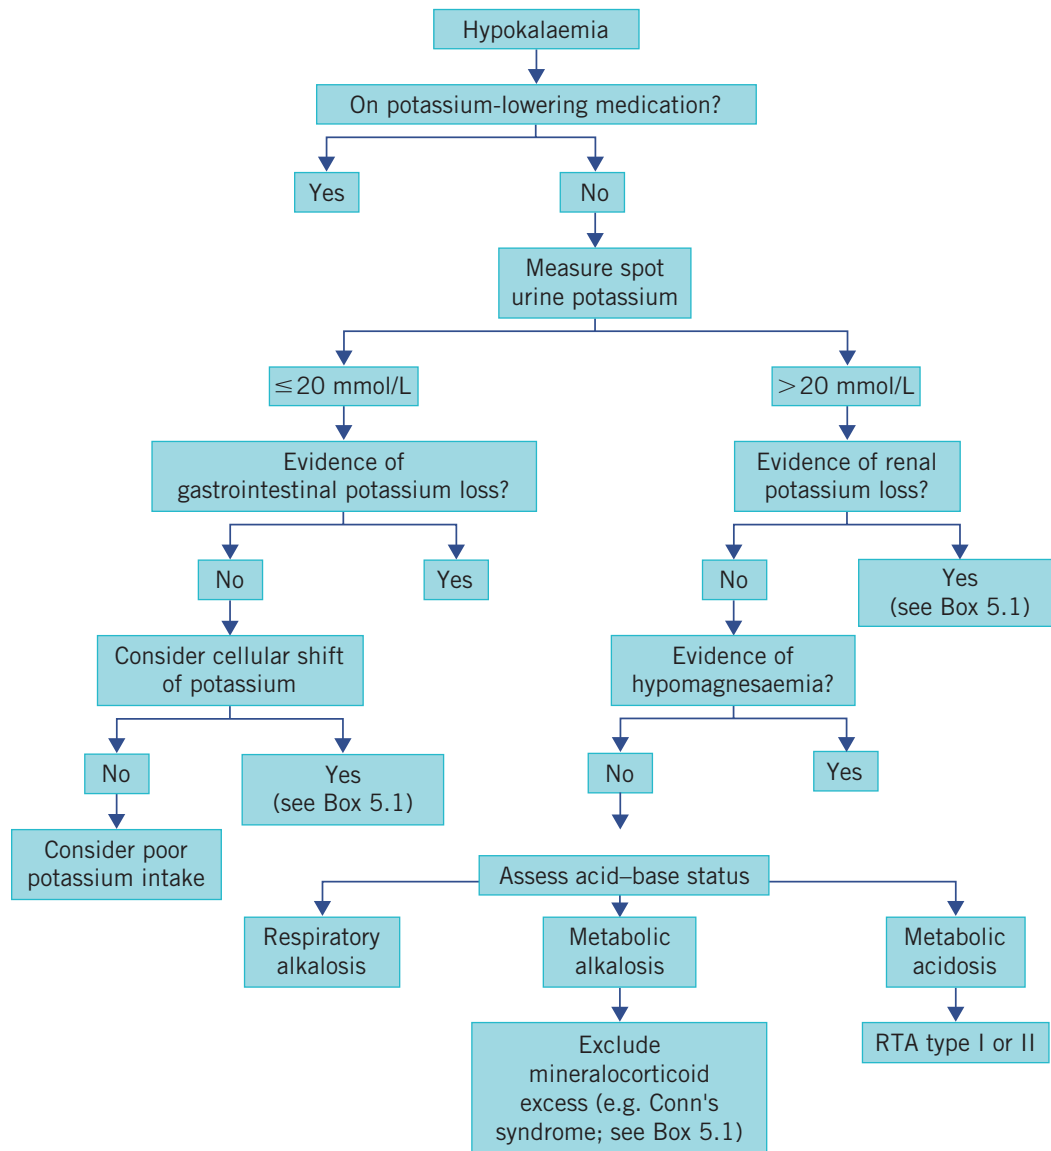 Hypokalaemia
On potassium-lowering medication?
Yes
No
Measure spot
urine potassium
≤20 mmol/L
>20 mmol/L
Evidence of
gastrointestinal potassium loss?
Evidence of renal
potassium loss?
No
Yes
No
Yes
(see Box 5.1)
Consider cellular shift
of potassium
Evidence of
hypomagnesaemia?
No
Yes
(see Box 5.1)
No
Yes
Consider poor
potassium intake
Assess acid–base status
Respiratory
alkalosis
Metabolic
alkalosis
Metabolic
acidosis
Exclude
mineralocorticoid
excess (e.g. Conn's
syndrome; see Box 5.1)
RTA type I or II